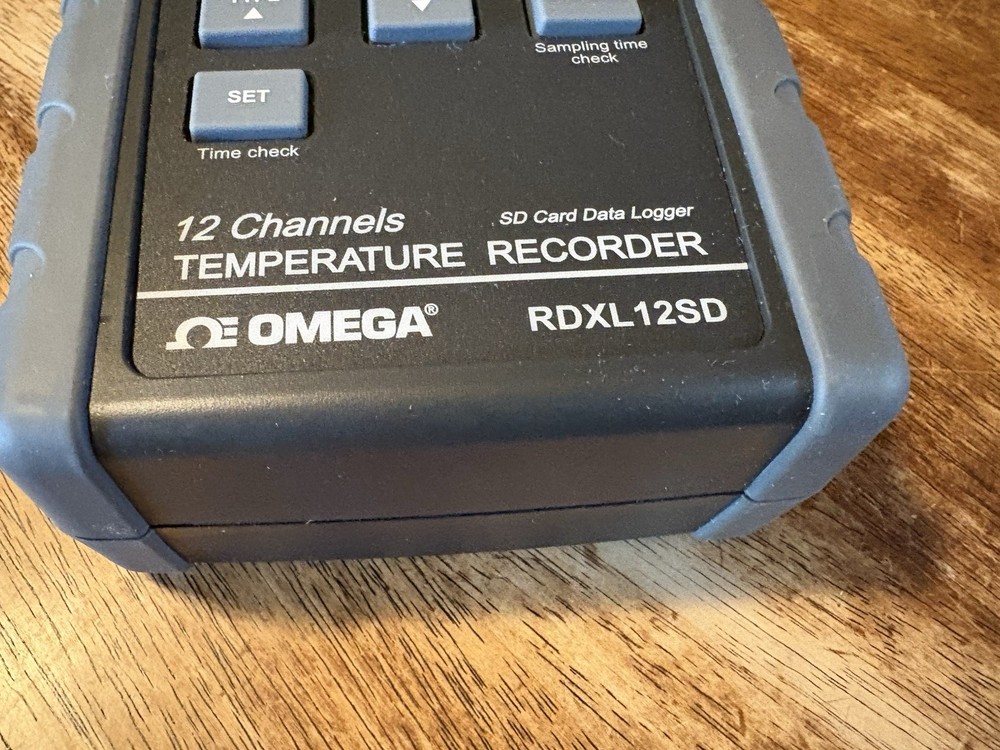 ▲
▼
Sampling time
check
SET
Time check
12 Channels
SD Card Data Logger
TEMPERATURE RECORDER
OMEGA®
RDXL12SD